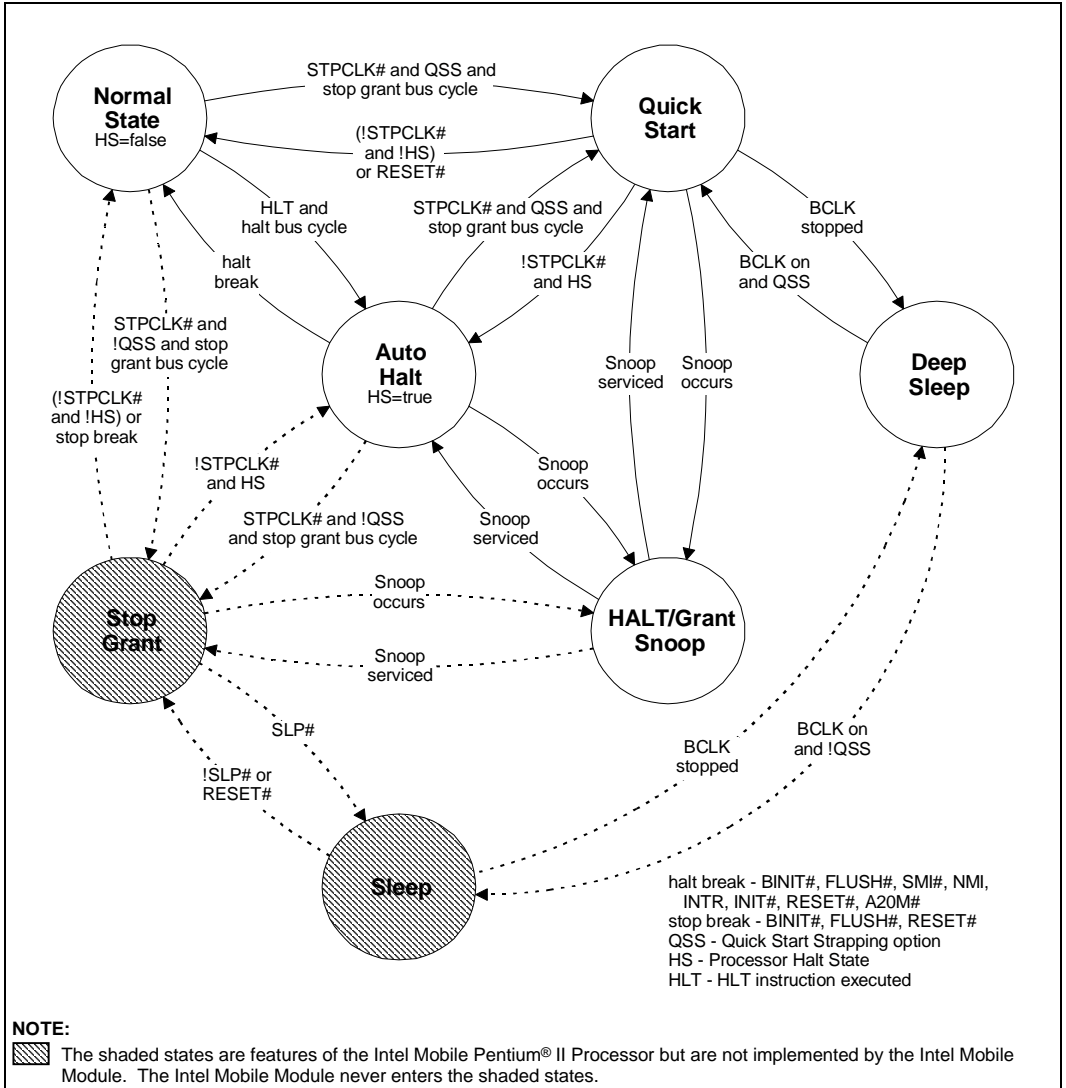 Normal
State
HS=false
STPCLK# and QSS and
stop grant bus cycle
Quick
Start
(!STPCLK#
and !HS)
or RESET#
HLT and
halt bus cycle
STPCLK# and QSS and
stop grant bus cycle
BCLK
stopped
halt
break
!STPCLK#
and HS
BCLK on
and QSS
STPCLK# and
!QSS and stop
grant bus cycle
Auto
Halt
HS=true
Snoop
serviced
Snoop
occurs
Deep
Sleep
(!STPCLK#
and !HS) or
stop break
!STPCLK#
and HS
Snoop
occurs
STPCLK# and !QSS
and stop grant bus cycle
Snoop
serviced
Stop
Grant
Snoop
occurs
HALT/Grant
Snoop
Snoop
serviced
SLP#
BCLK
stopped
BCLK on
and !QSS
!SLP# or
RESET#
Sleep
halt break - BINIT#, FLUSH#, SMI#, NMI,
INTR, INIT#, RESET#, A20M#
stop break - BINIT#, FLUSH#, RESET#
QSS - Quick Start Strapping option
HS - Processor Halt State
HLT - HLT instruction executed
NOTE:
The shaded states are features of the Intel Mobile Pentium® II Processor but are not implemented by the Intel Mobile
Module. The Intel Mobile Module never enters the shaded states.